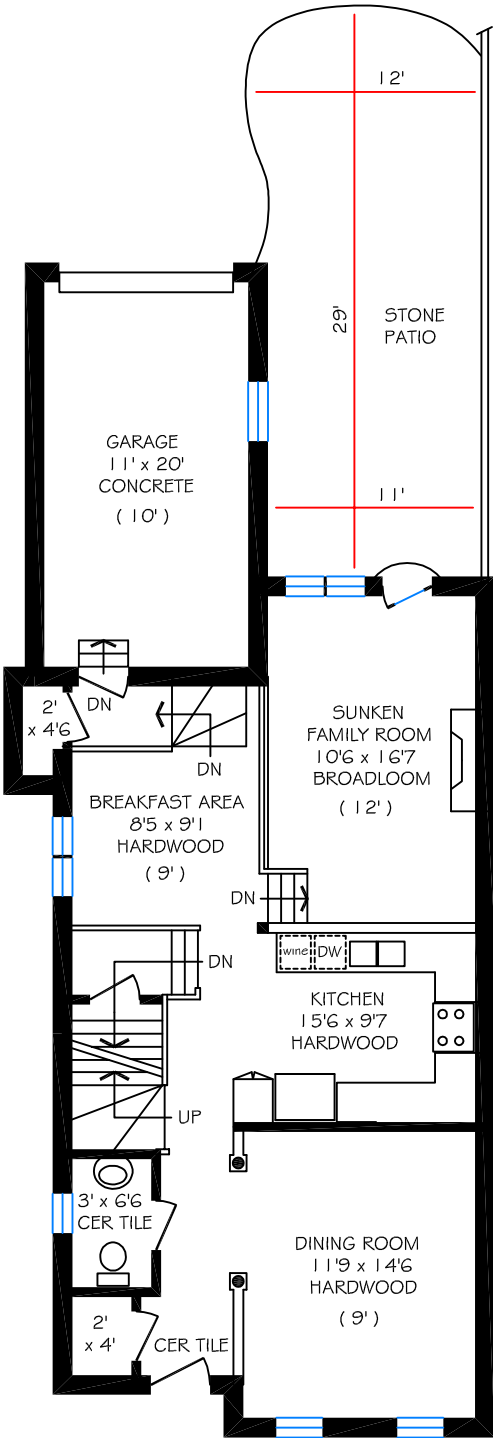 12'
29'
STONE
PATIO
GARAGE
11' x 20'
CONCRETE
( 10' )
11'
DN
2'
x 4'6
SUNKEN
FAMILY ROOM
10'6 x 16'7
BROADLOOM
( 12' )
DN
BREAKFAST AREA
8'5 x 9'1
HARDWOOD
( 9' )
DN
wine DW
DN
KITCHEN
15'6 x 9'7
HARDWOOD
UP
3' x 6'6
CER TILE
DINING ROOM
11'9 x 14'6
HARDWOOD
( 9' )
2'
x 4'
CER TILE